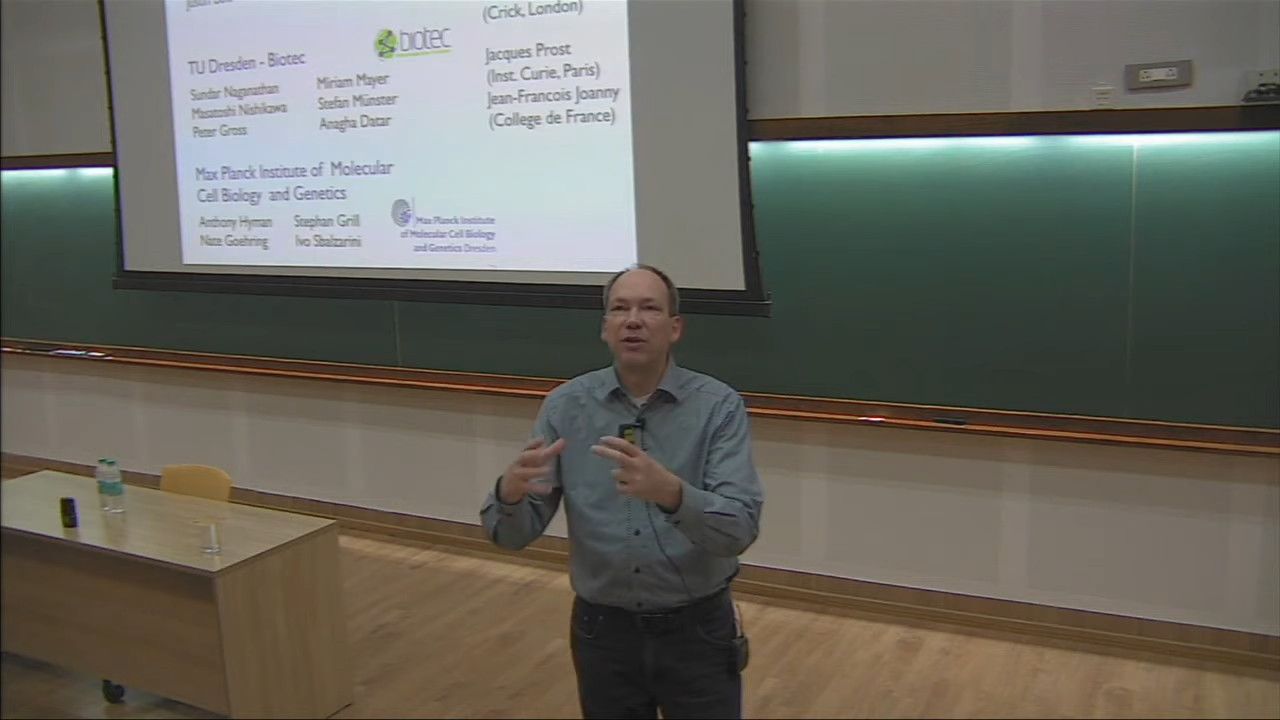 (Crick, London)
biotec
TU Dresden - Biotec
Sundar Naganathan
Masatoshi Nishikawa
Peter Gross
Miriam Mayer
Stefan Münster
Anagha Datar
Jacques Prost
(Inst. Curie, Paris)
Jean-Francois Joanny
(College de France)
Max Planck Institute of Molecular
Cell Biology and Genetics
Anthony Hyman
Nate Goehring
Stephan Grill
Ivo Sbalzarini
Max Planck Institute
of Molecular Cell Biology
and Genetics Dresden